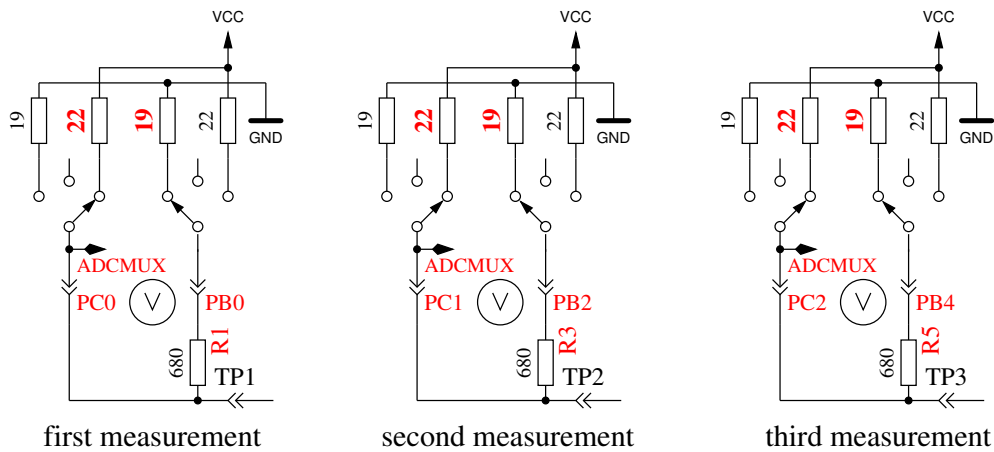 VCC
19
22
19
22
GND
ADCMUX
PC0
V
PB0
R1
680
TP1
first measurement
VCC
19
22
19
22
GND
ADCMUX
PC1
V
PB2
R3
680
TP2
second measurement
VCC
19
22
19
22
GND
ADCMUX
PC2
V
PB4
R5
680
TP3
third measurement